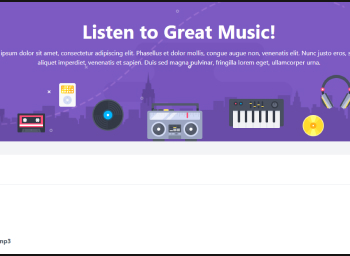 Listen to Great Music!
ipsum dolor sit amet, consectetur adipiscing elit. Phasellus et dolor mollis, congue augue non, venenatis elit. Nunc justo eros, s
aliquet imperdiet, venenatis et sapien. Duis sed magna pulvinar, fringilla lorem eget, ullamcorper urna.
mp3